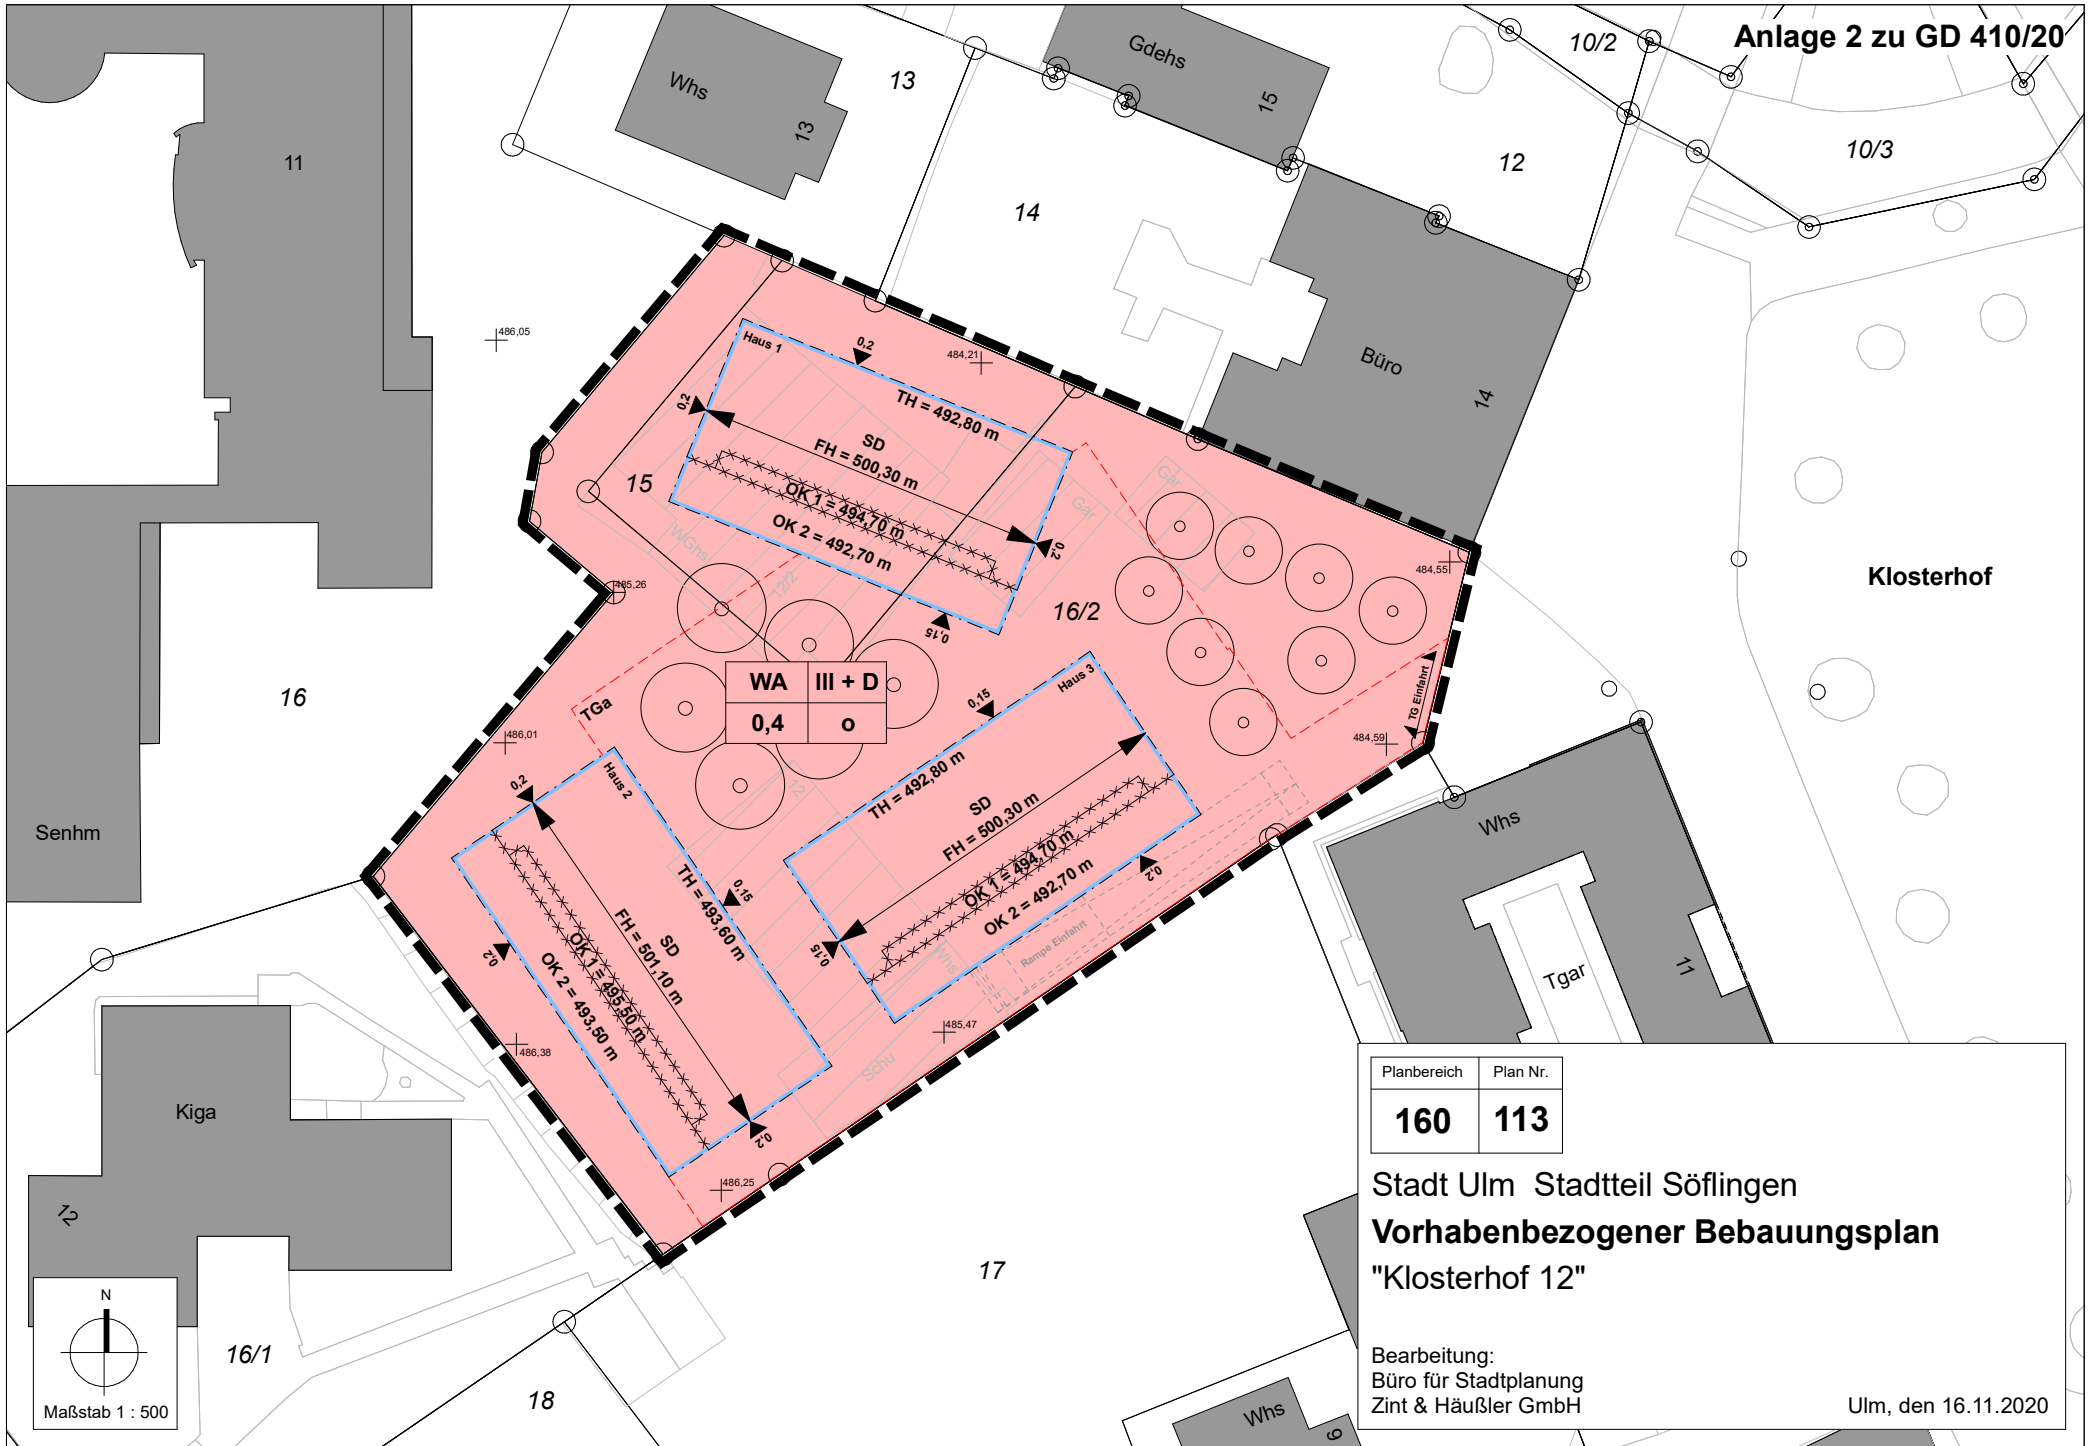 Anlage 2 zu GD 410/20
10/2
Gdehs
15
13
Whs
13
11
12
10/3
14
486,05
484,21
Haus 1
0,2
0,2
TH = 492,80 m
SD
FH = 500,30 m
OK 1 = 494,70 m
OK 2 = 492,70 m
0,2
0,15
Büro
14
15
WGhs
12/2
Gar
Gar
484,55
Klosterhof
485,26
16/2
16
TGa
WA
III + D
0,4
o
486,01
Haus 3
0,15
TH = 492,80 m
SD
FH = 500,30 m
OK 1 = 494,70 m
OK 2 = 492,70 m
0,2
0,15
TG Einfahrt
484,59
Haus 2
0,2
12
0,15
TH = 493,60 m
SD
FH = 501,10 m
OK 1 = 495,50 m
OK 2 = 493,50 m
0,2
0,2
Whs
Rampe Einfahrt
Schu
485,47
486,38
486,25
Senhm
Whs
Tgar
11
Kiga
12
N
Maßstab 1 : 500
16/1
18
17
Whs
9
Planbereich
Plan Nr.
160
113
Stadt Ulm Stadtteil Söflingen
Vorhabenbezogener Bebauungsplan
"Klosterhof 12"
Bearbeitung:
Büro für Stadtplanung
Zint & Häußler GmbH
Ulm, den 16.11.2020